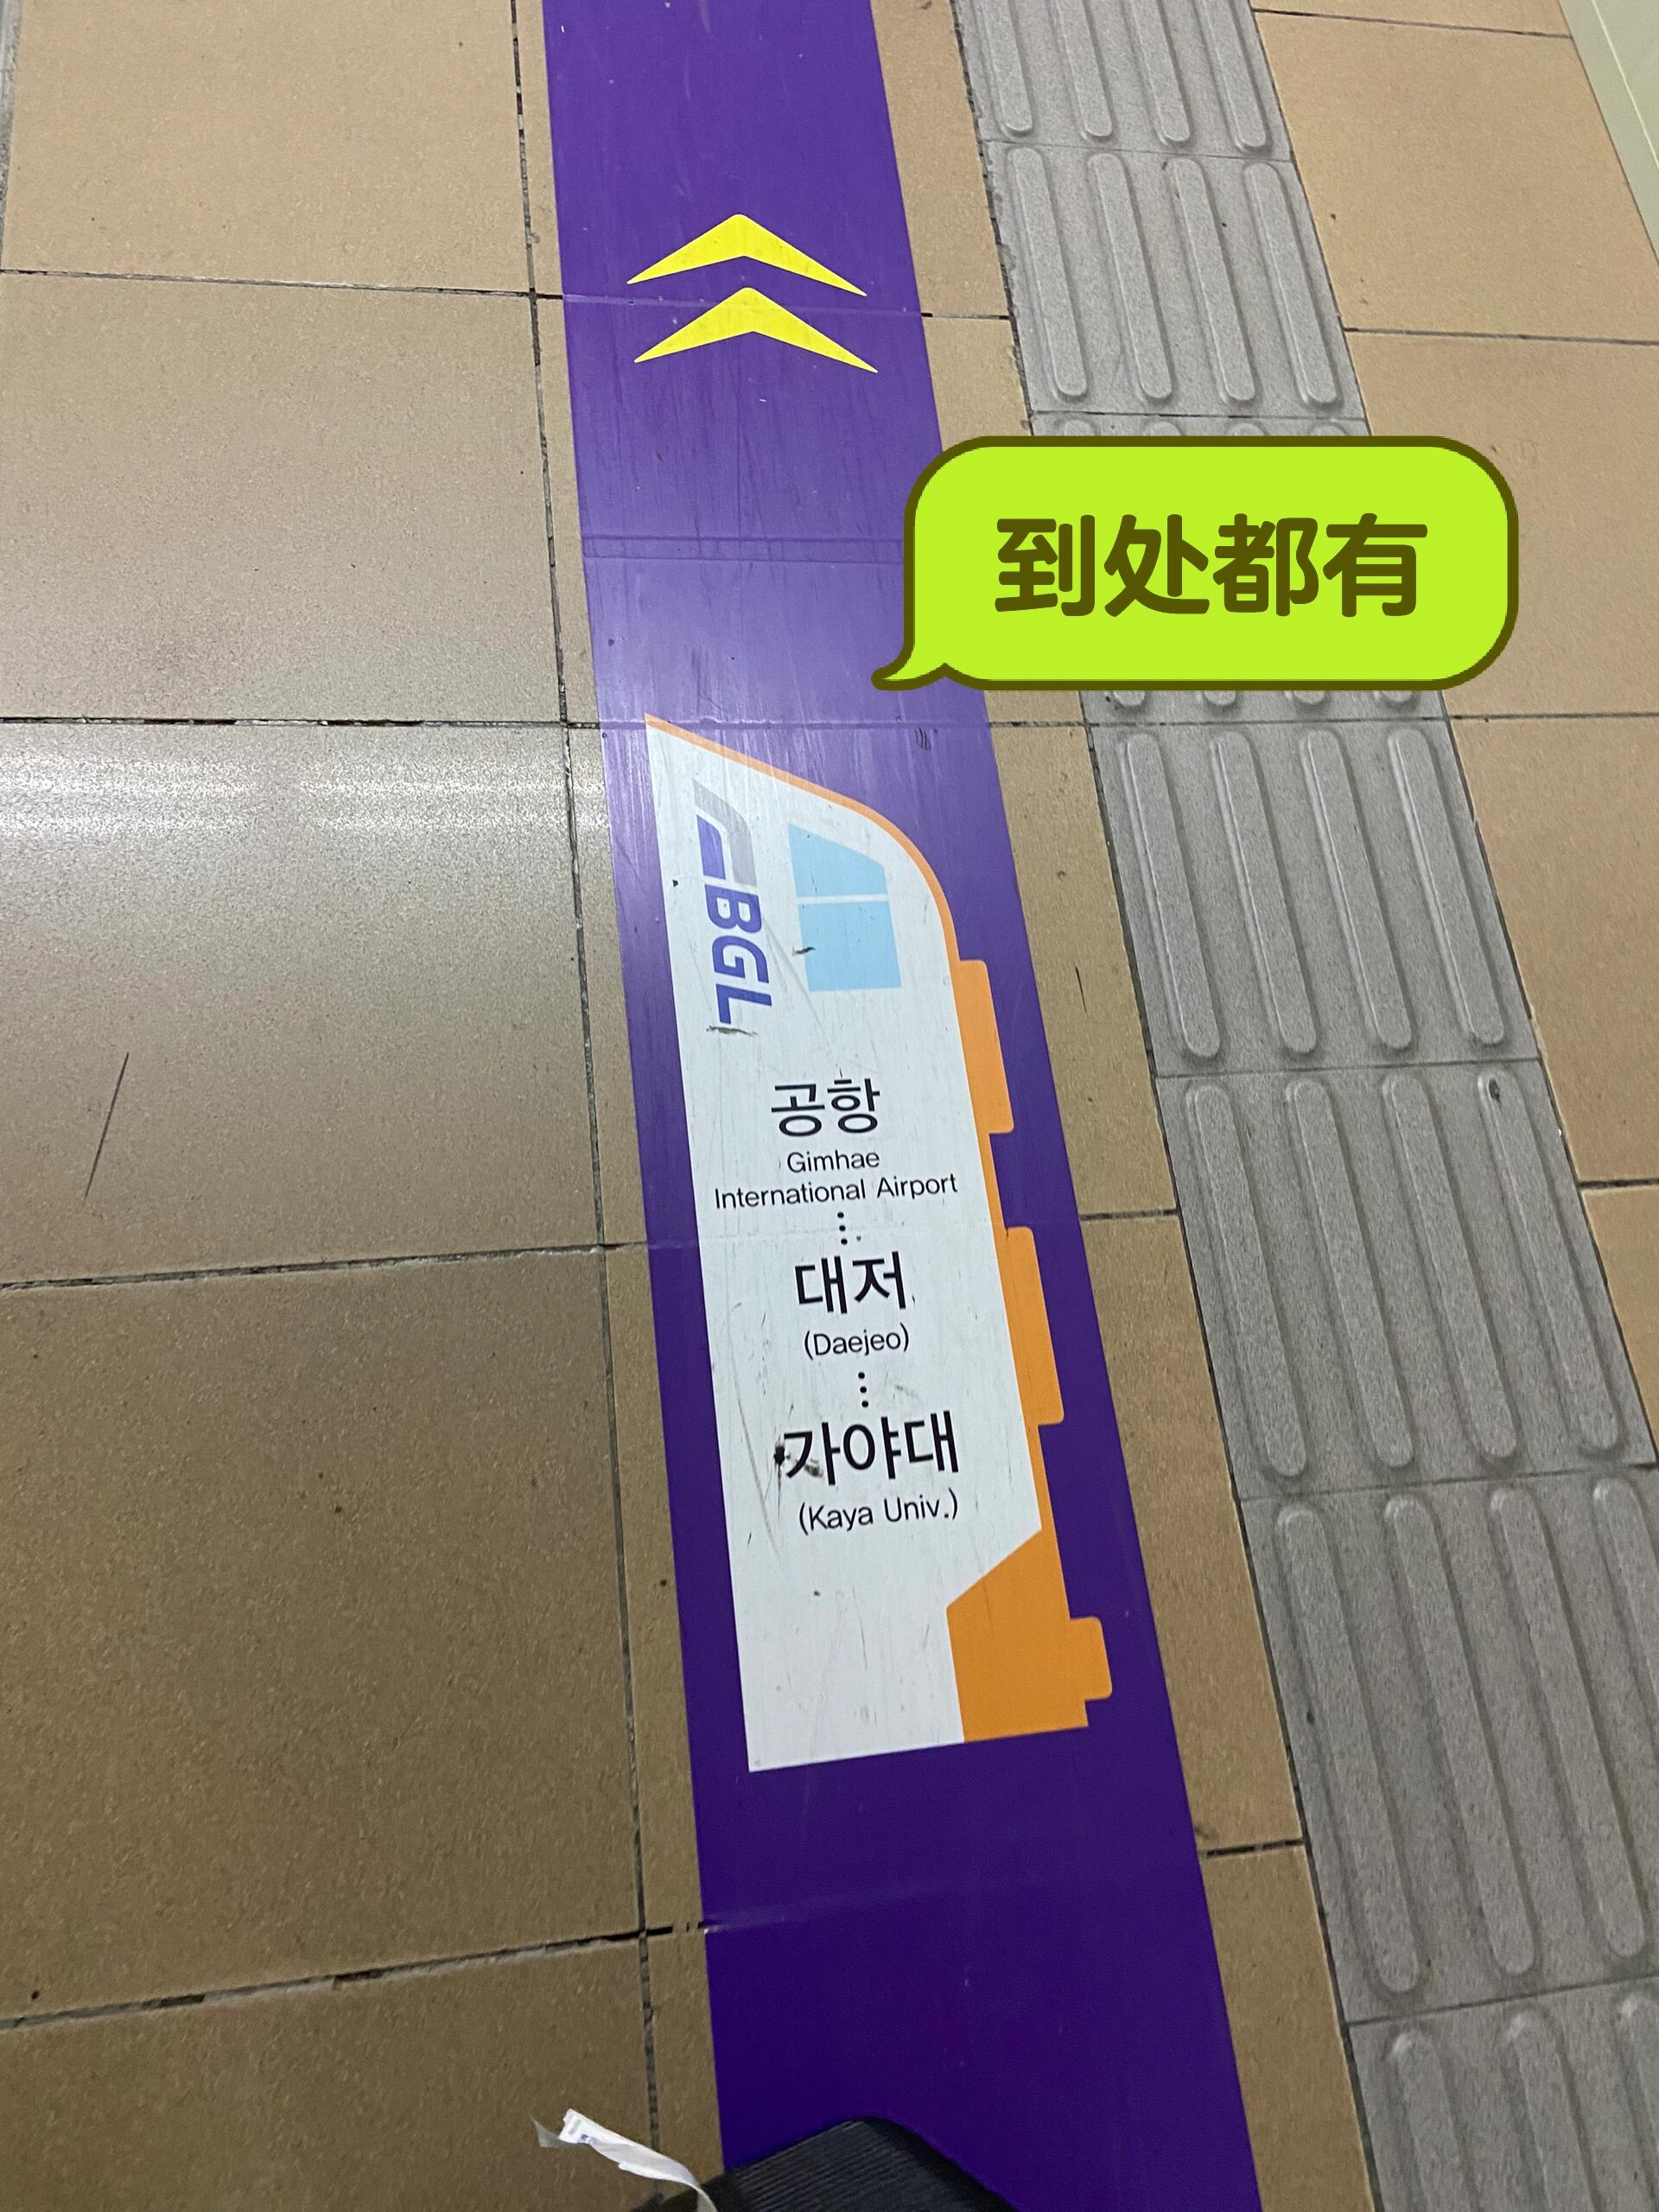 到处都有
BGL
공항
Gimhae
International Airport
대저
(Daejeo)
가야대
(Kaya Univ.)